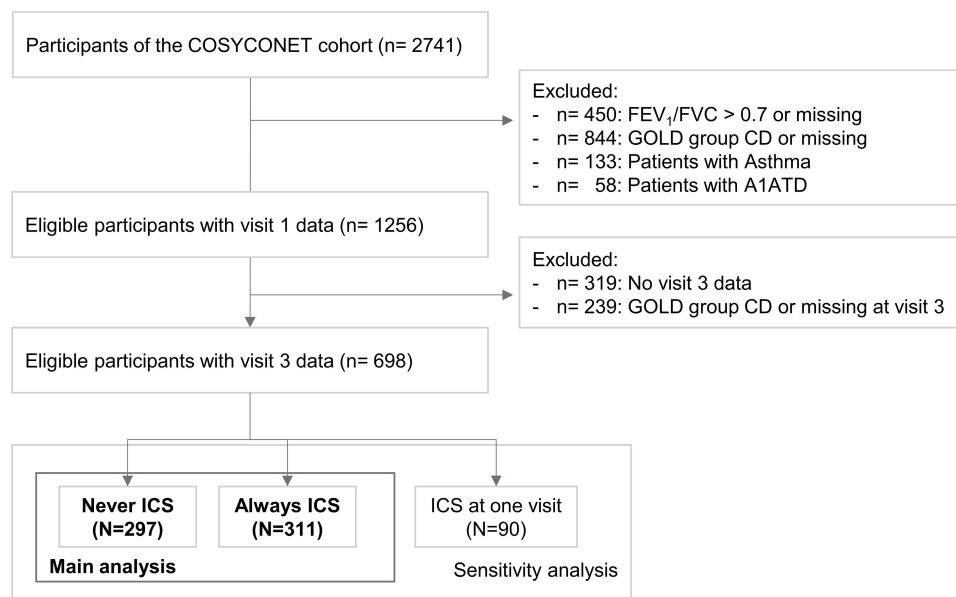 Participants of the COSYCONET cohort (n= 2741)
Excluded:
- n= 450: FEV₁/FVC > 0.7 or missing
- n= 844: GOLD group CD or missing
- n= 133: Patients with Asthma
- n= 58: Patients with A1ATD
Eligible participants with visit 1 data (n= 1256)
Excluded:
- n= 319: No visit 3 data
- n= 239: GOLD group CD or missing at visit 3
Eligible participants with visit 3 data (n= 698)
Never ICS
(N=297)
Always ICS
(N=311)
ICS at one visit
(N=90)
Main analysis
Sensitivity analysis